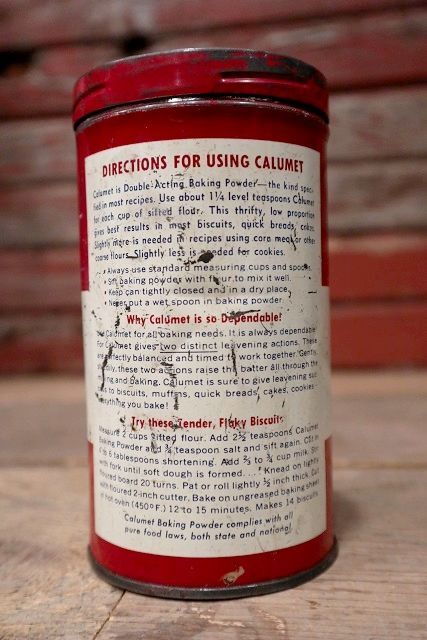 DIRECTIONS FOR USING CALUMET
Calumet is Double-Acting Baking Powder—the kind speci-
fied in most recipes. Use about 1¼ level teaspoons Calumet
for each cup of sifted flour. This thrifty, low proportion
gives best results in most biscuits, quick breads, cakes.
Slightly more is needed in recipes using corn meal or other
coarse flours. Slightly less is needed for cookies.
• Always use standard measuring cups and spoons.
• Sift baking powder with flour to mix it well.
• Keep can tightly closed and in a dry place.
• Never put a wet spoon in baking powder.
Why Calumet is so Dependable!
Calumet for all baking needs. It is always dependable
for Calumet gives two distinct leavening actions. These
are perfectly balanced and timed to work together. Gently,
these two actions raise the batter all through the
mixing and baking. Calumet is sure to give leavening
to biscuits, muffins, quick breads, cakes, cookies
everything you bake!
Try these Tender, Flaky Biscuits
Measure 2 cups sifted flour. Add 2½ teaspoons Calumet
Baking Powder and ¾ teaspoon salt and sift again. Cut in
4 to 6 tablespoons shortening. Add ⅔ to ¾ cup milk. Stir
with fork until soft dough is formed.... Knead on lightly
floured board 20 turns. Pat or roll lightly ½ inch thick. Cut
with floured 2-inch cutter. Bake on ungreased baking sheet
in hot oven (450°F.) 12 to 15 minutes. Makes 14 biscuits.
Calumet Baking Powder complies with all
pure food laws, both state and national.